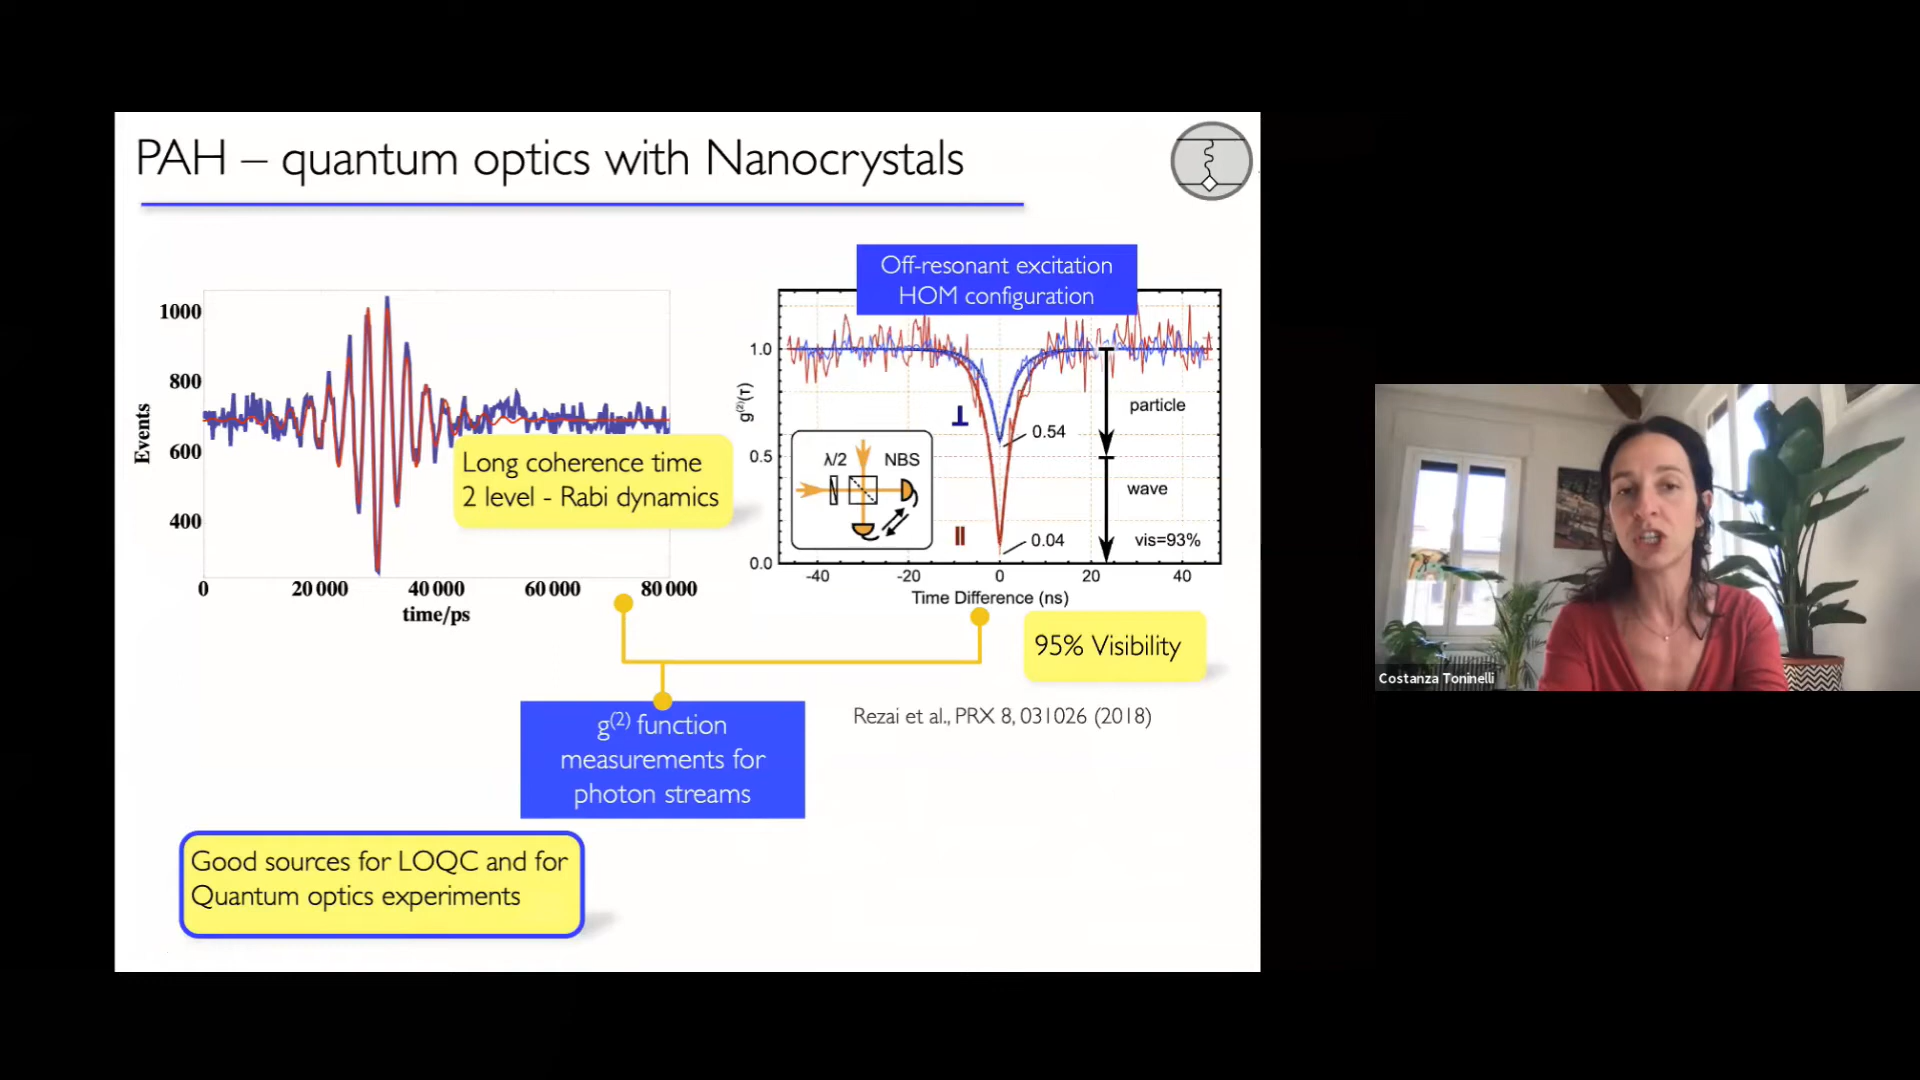 PAH – quantum optics with Nanocrystals
Off-resonant excitation
HOM configuration
1000
800
600
400
Events
0
20 000
40 000
60 000
80 000
time/ps
Long coherence time
2 level - Rabi dynamics
1.0
0.5
0.0
g(2)(τ)
⊥
0.54
particle
λ/2
NBS
wave
||
0.04
vis=93%
-40
-20
0
20
40
Time Difference (ns)
95% Visibility
g(2) function
measurements for
photon streams
Rezai et al., PRX 8, 031026 (2018)
Good sources for LOQC and for
Quantum optics experiments
Costanza Toninelli